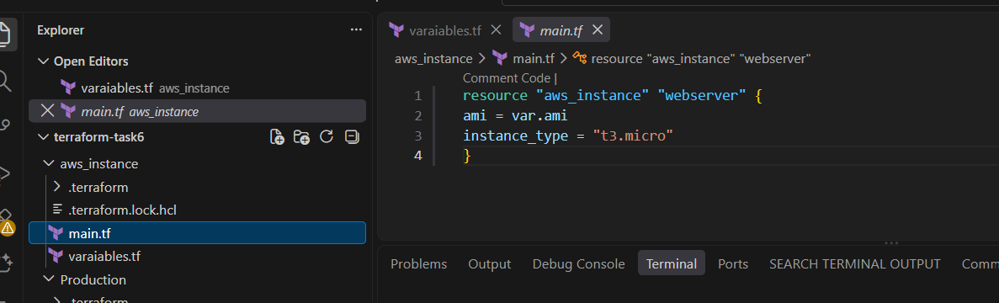 Explorer
Open Editors
varaiables.tf aws_instance
main.tf aws_instance
terraform-task6
aws_instance
.terraform
.terraform.lock.hcl
main.tf
varaiables.tf
Production
.terraform
varaiables.tf
main.tf
aws_instance > main.tf > resource "aws_instance" "webserver"
Comment Code |
1 resource "aws_instance" "webserver" {
2 ami = var.ami
3 instance_type = "t3.micro"
4 }
Problems Output Debug Console Terminal Ports SEARCH TERMINAL OUTPUT Comm